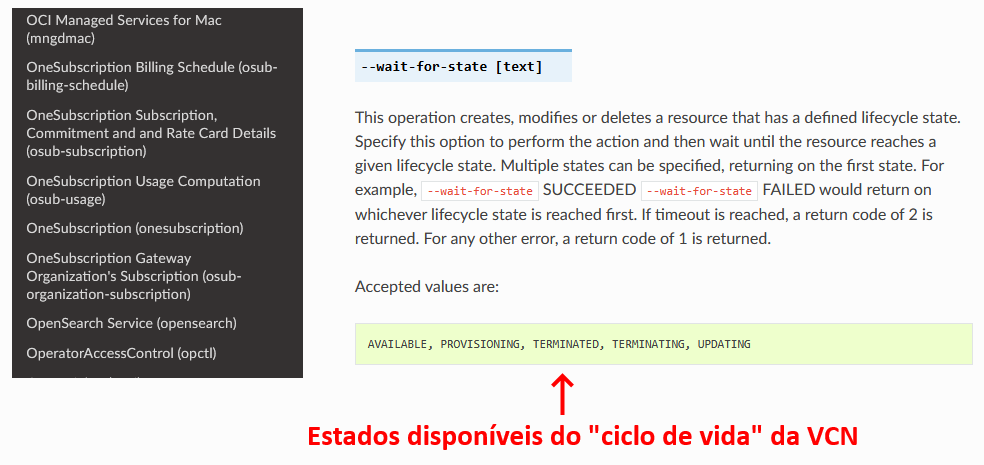 OCI Managed Services for Mac
(mngdmac)
OneSubscription Billing Schedule (osub-
billing-schedule)
OneSubscription Subscription,
Commitment and and Rate Card Details
(osub-subscription)
OneSubscription Usage Computation
(osub-usage)
OneSubscription (onesubscription)
OneSubscription Gateway
Organization's Subscription (osub-
organization-subscription)
OpenSearch Service (opensearch)
OperatorAccessControl (opctl)
--wait-for-state [text]
This operation creates, modifies or deletes a resource that has a defined lifecycle state.
Specify this option to perform the action and then wait until the resource reaches a
given lifecycle state. Multiple states can be specified, returning on the first state. For
example, --wait-for-state SUCCEEDED --wait-for-state FAILED would return on
whichever lifecycle state is reached first. If timeout is reached, a return code of 2 is
returned. For any other error, a return code of 1 is returned.
Accepted values are:
AVAILABLE, PROVISIONING, TERMINATED, TERMINATING, UPDATING
Estados disponíveis do "ciclo de vida" da VCN